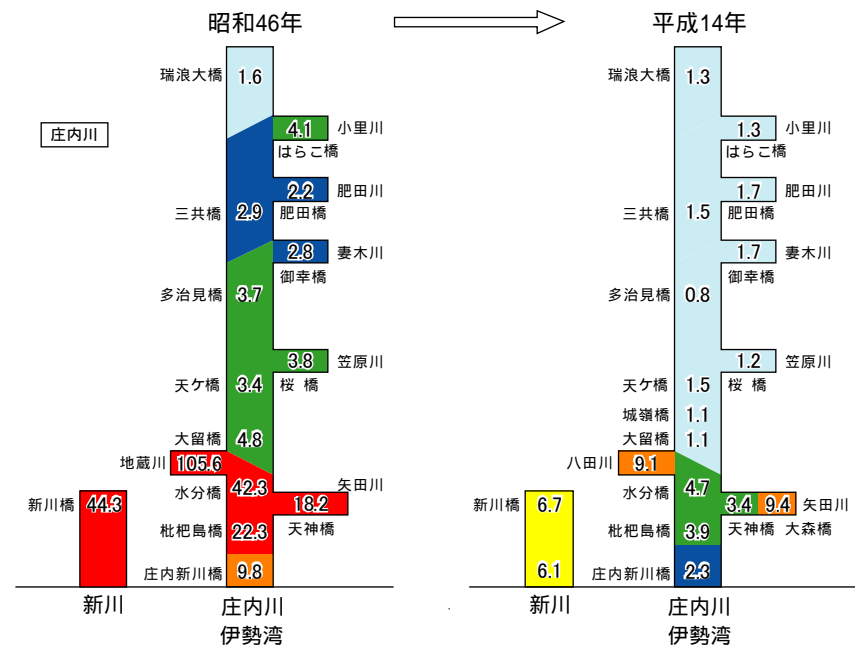 昭和46年
平成14年
庄内川
瑞浪大橋 1.6
4.1 小里川
はらこ橋
2.2 肥田川
三共橋 2.9 肥田橋
2.8 妻木川
御幸橋
多治見橋 3.7
3.8 笠原川
天ケ橋 3.4 桜 橋
大留橋 4.8
地蔵川 105.6
水分橋 42.3 矢田川
新川橋 44.3 18.2
枇杷島橋 22.3 天神橋
庄内新川橋 9.8
新川 庄内川
伊勢湾
瑞浪大橋 1.3
1.3 小里川
はらこ橋
1.7 肥田川
三共橋 1.5 肥田橋
1.7 妻木川
御幸橋
多治見橋 0.8
1.2 笠原川
天ケ橋 1.5 桜 橋
城嶺橋 1.1
大留橋 1.1
八田川 9.1
水分橋 4.7
新川橋 6.7 3.4 9.4 矢田川
枇杷島橋 3.9 天神橋 大森橋
6.1 庄内新川橋 2.3
新川 庄内川
伊勢湾